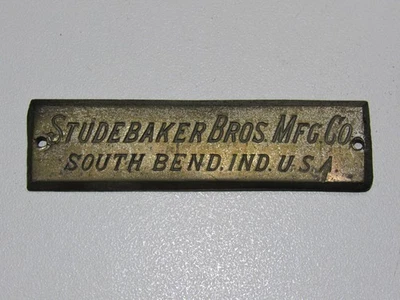 STUDEBAKER BROS. MFG. CO.
SOUTH BEND. IND. U.S.A.